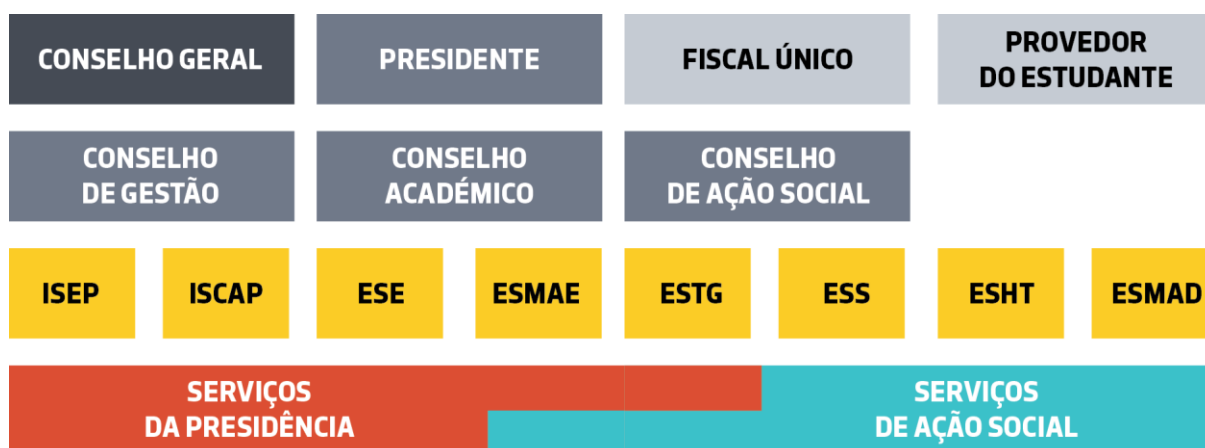 CONSELHO GERAL
PRESIDENTE
FISCAL ÚNICO
PROVEDOR
DO ESTUDANTE
CONSELHO
DE GESTÃO
CONSELHO
ACADÉMICO
CONSELHO
DE AÇÃO SOCIAL
ISEP
ISCAP
ESE
ESMAE
ESTG
ESS
ESHT
ESMAD
SERVIÇOS
DA PRESIDÊNCIA
SERVIÇOS
DE AÇÃO SOCIAL